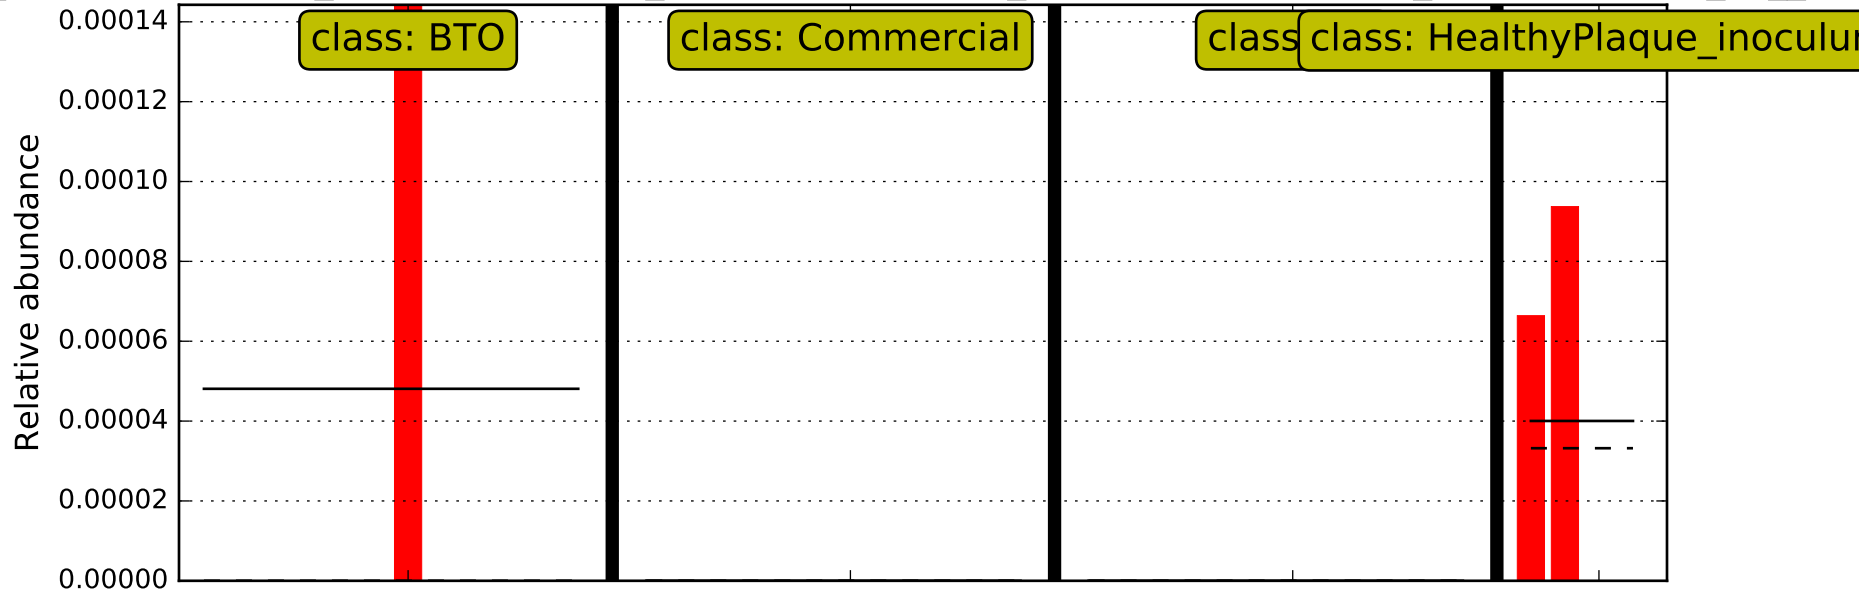 0.00014
class: BTO
class: Commercial
class
class: HealthyPlaque_inoculu
0.00012
0.00010
0.00008
0.00006
0.00004
0.00002
0.00000
Relative abundance